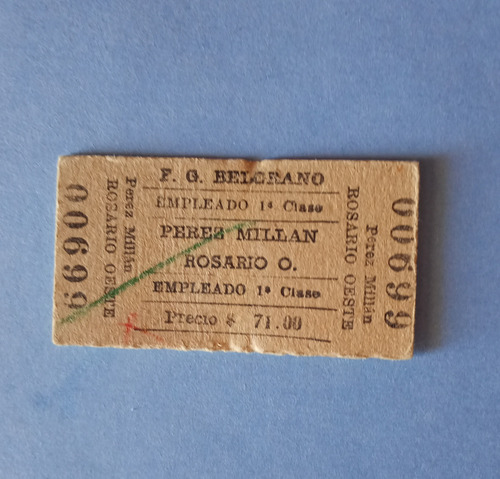 F. G. BELGRANO
EMPLEADO 1ª Clase
PEREZ MILLAN
ROSARIO O.
EMPLEADO 1ª Clase
Precio $ 71.00
00699
Perez Millán
ROSARIO OESTE
Pérez Millán
ROSARIO OESTE
00699